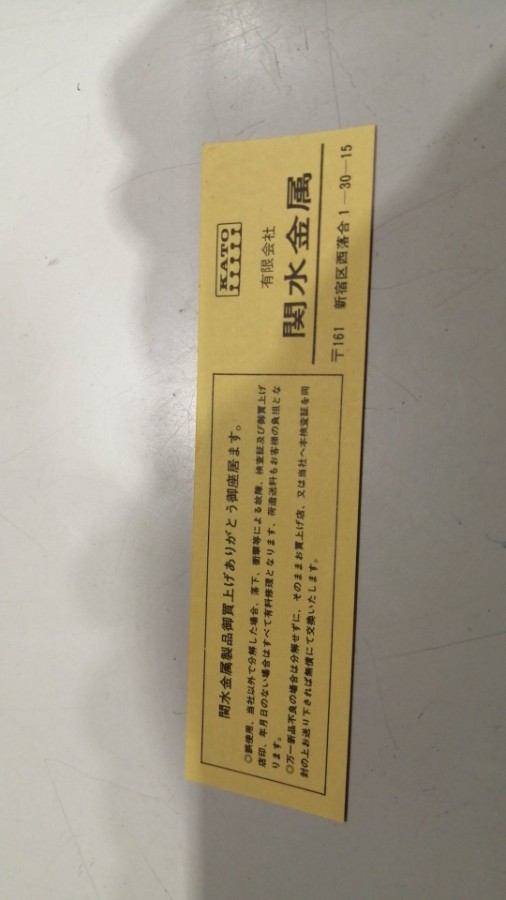 関水金属製品御買上げありがとう御座居ます。
◎誤使用、当社以外で分解した場合、落下、衝撃等による故障、検査証及び御買上げ
店印、年月日のない場合はすべて有料修理となります、荷造送料もお客様の負担とな
ります。
◎万一新品不良の場合は分解せずに、そのままお買上げ店、又は当社へ本検査証を同
封の上お送り下されば無償にて交換いたします。
KATO
有限会社
関水金属
〒161 新宿区西落合1―30―15